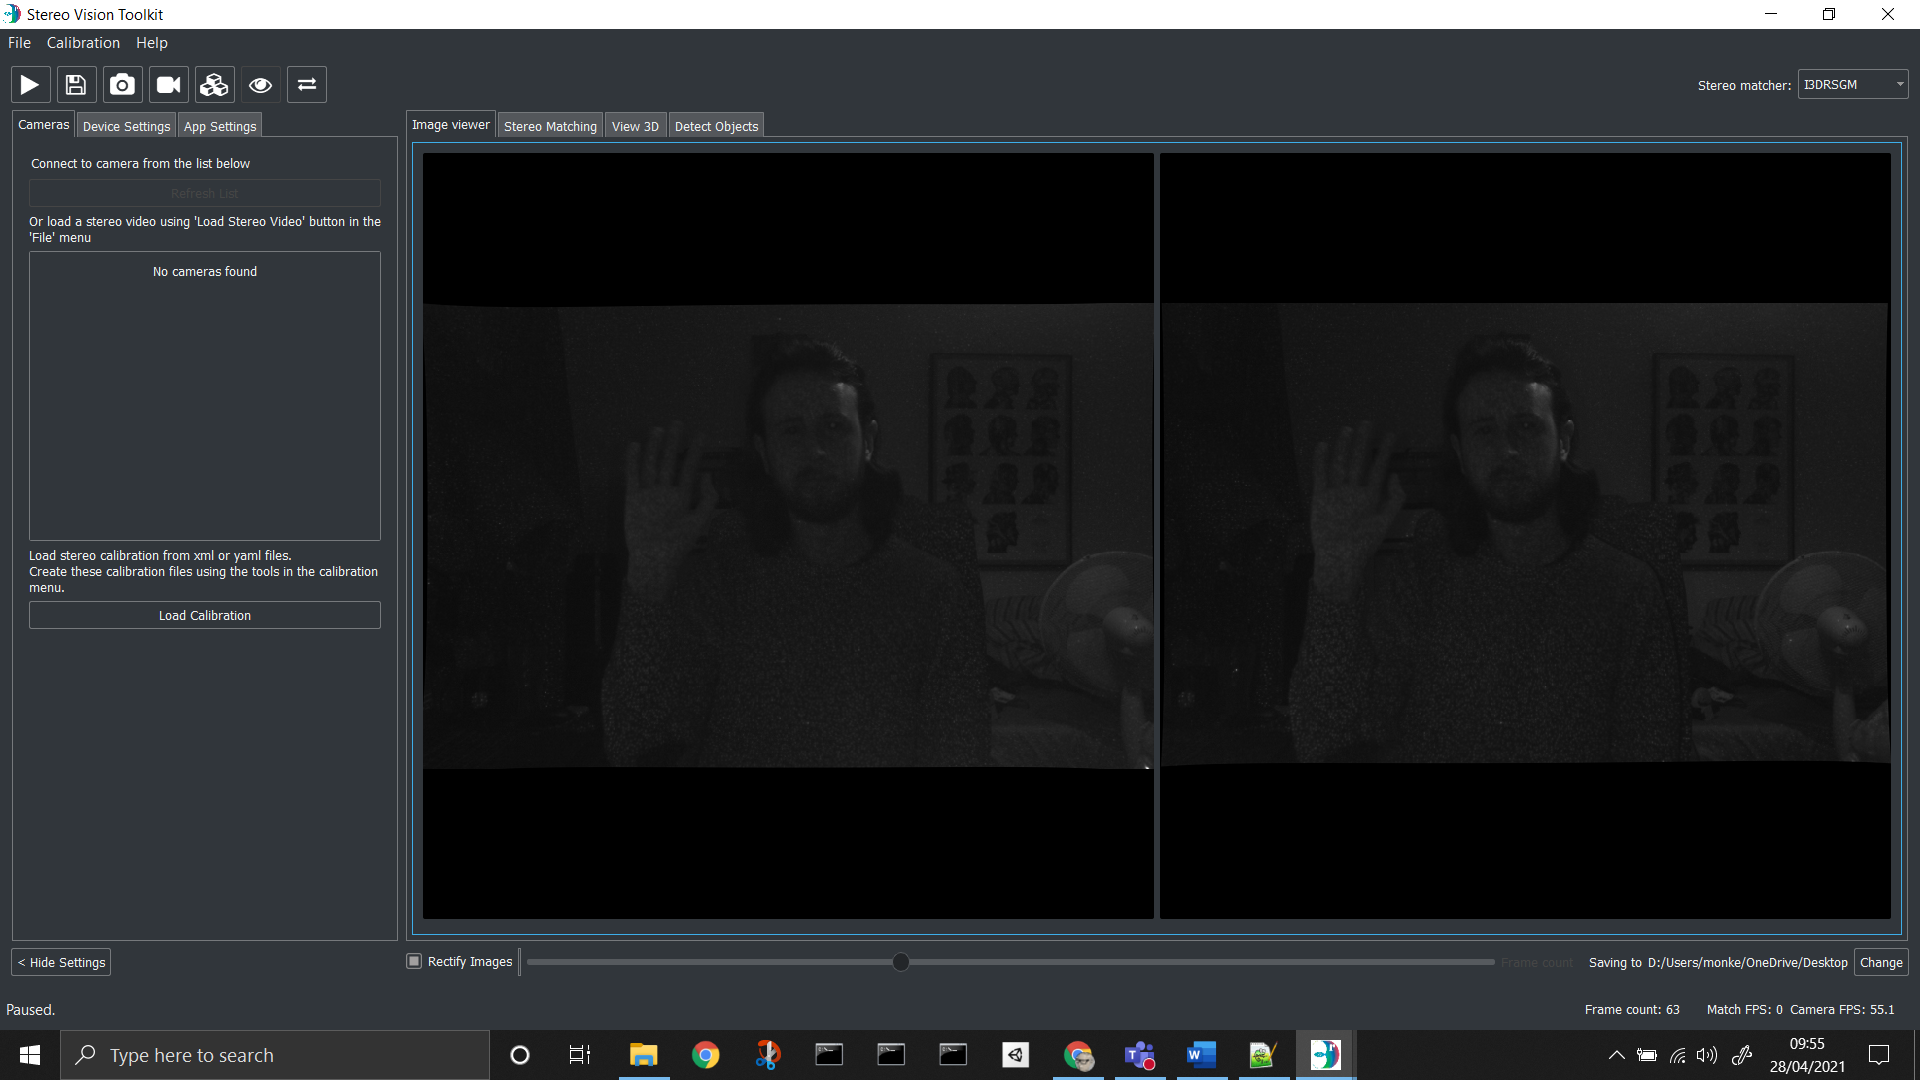 Stereo Vision Toolkit
File Calibration Help
Stereo matcher: I3DRSGM
Cameras Device Settings App Settings
Image viewer Stereo Matching View 3D Detect Objects
Connect to camera from the list below
Refresh List
Or load a stereo video using 'Load Stereo Video' button in the
'File' menu
No cameras found
Load stereo calibration from xml or yaml files.
Create these calibration files using the tools in the calibration
menu.
Load Calibration
< Hide Settings
Rectify Images
Frame count
Saving to D:/Users/monke/OneDrive/Desktop
Change
Paused.
Frame count: 63 Match FPS: 0 Camera FPS: 55.1
Type here to search
09:55
28/04/2021